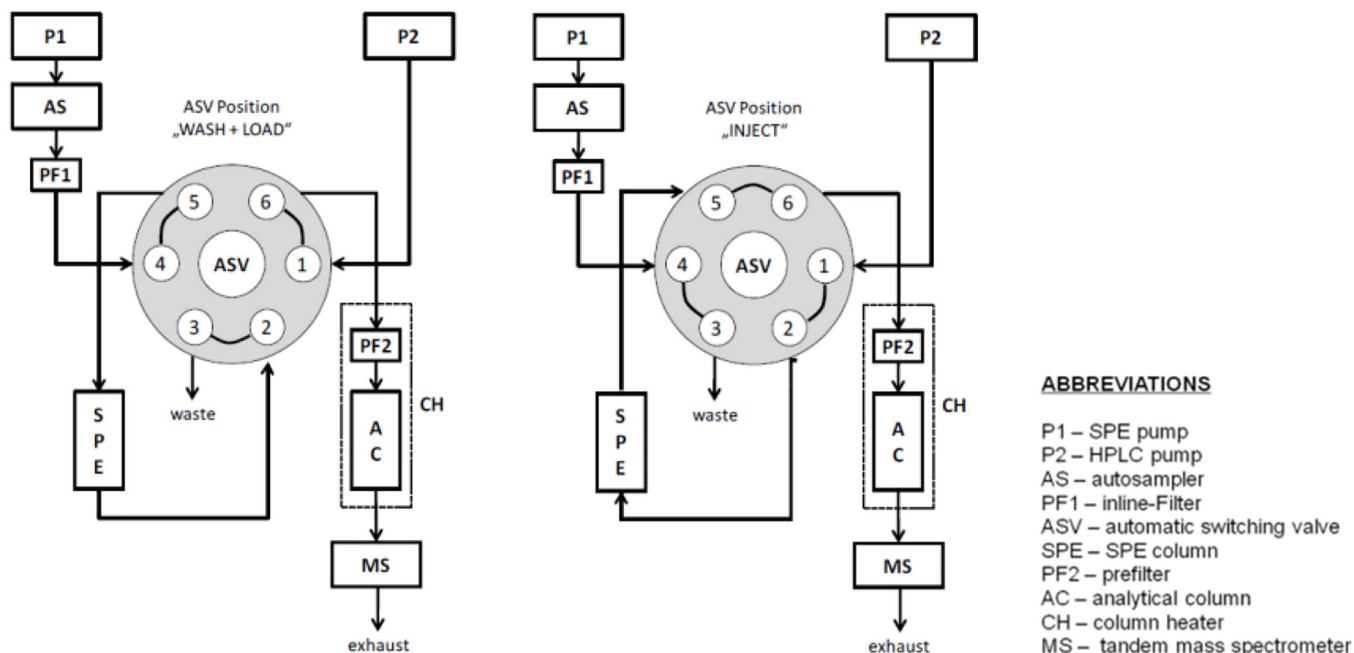 P1
P2
AS
ASV Position
„WASH + LOAD“
PF1
5
6
4
ASV
1
3
2
PF2
waste
CH
S
P
E
A
C
MS
exhaust
P1
P2
AS
ASV Position
„INJECT“
PF1
5
6
4
ASV
1
3
2
PF2
waste
CH
S
P
E
A
C
MS
exhaust
ABBREVIATIONS
P1 – SPE pump
P2 – HPLC pump
AS – autosampler
PF1 – inline-Filter
ASV – automatic switching valve
SPE – SPE column
PF2 – prefilter
AC – analytical column
CH – column heater
MS – tandem mass spectrometer